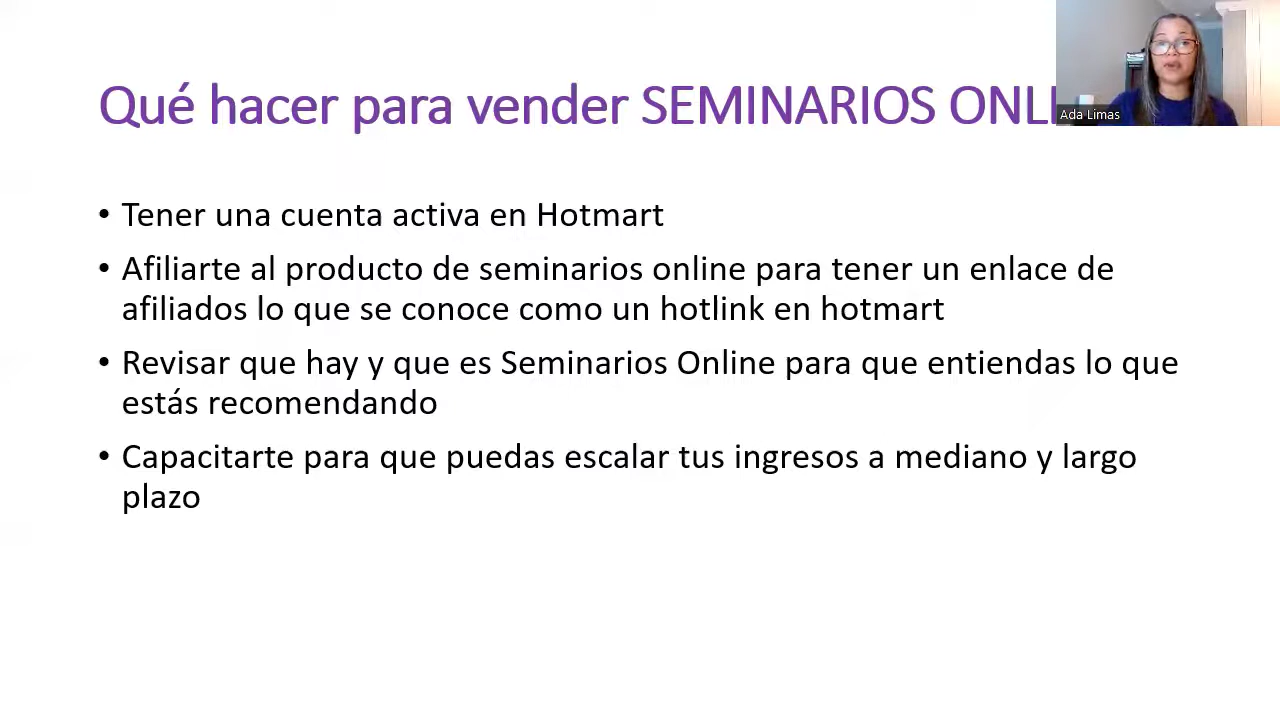 Qué hacer para vender SEMINARIOS
Ada Limas
• Tener una cuenta activa en Hotmart
• Afiliarte al producto de seminarios online para tener un enlace de
afiliados lo que se conoce como un hotlink en hotmart
• Revisar que hay y que es Seminarios Online para que entiendas lo que
estás recomendando
• Capacitarte para que puedas escalar tus ingresos a mediano y largo
plazo